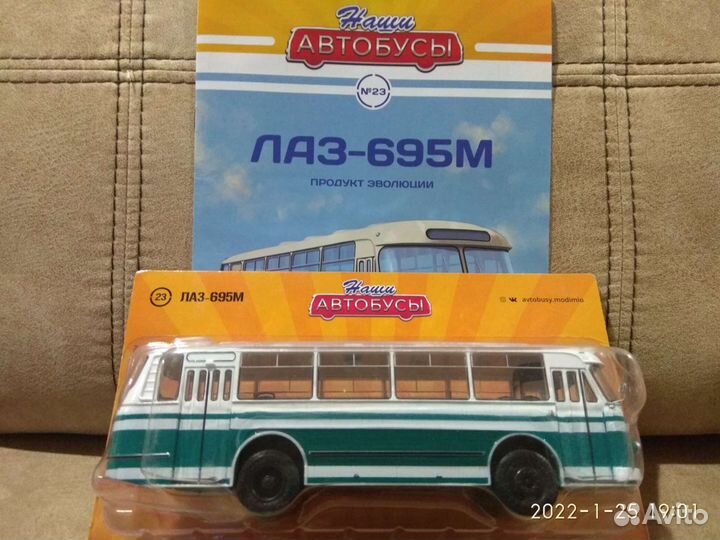 Наши
АВТОБУСЫ
№23
ЛАЗ-695М
ПРОДУКТ ЭВОЛЮЦИИ
23 ЛАЗ-695М
Наши
АВТОБУСЫ
avtobusy.modimio
2022-1-25 19:01
Avito